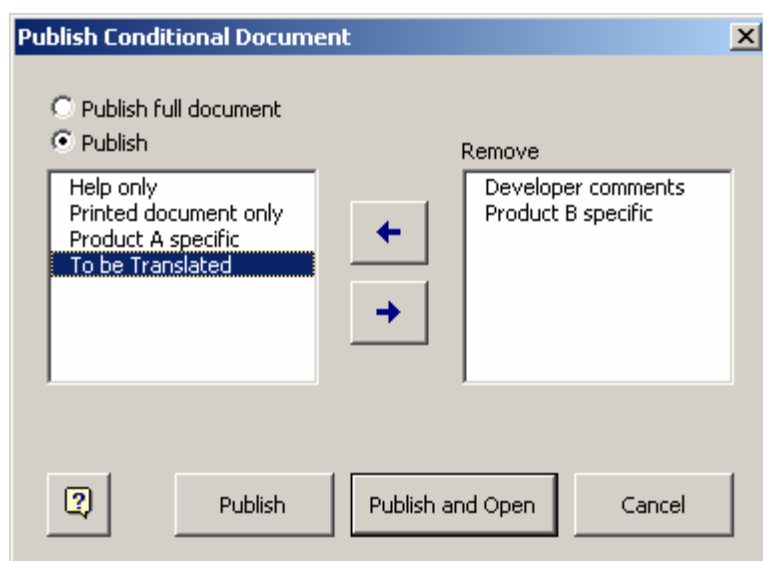 Publish Conditional Document
Publish full document
Publish
Remove
Help only
Printed document only
Product A specific
To be Translated
Developer comments
Product B specific
?
Publish
Publish and Open
Cancel